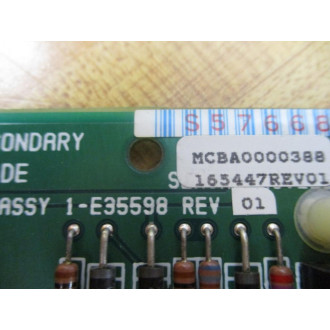 S57668
ONDARY
MCBA0000388
DE
165447REV01
ASSY 1-E35598 REV 01